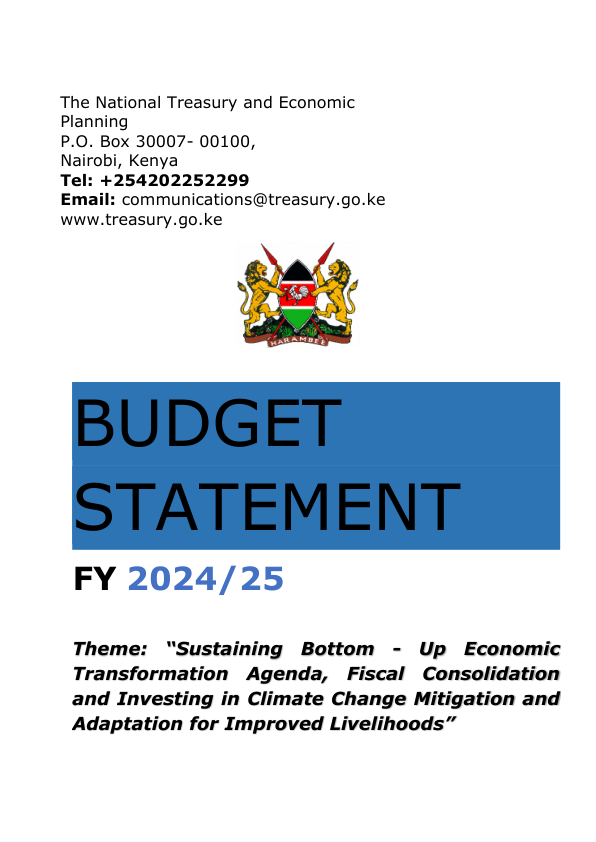 The National Treasury and Economic
Planning
P.O. Box 30007- 00100,
Nairobi, Kenya
Tel: +254202252299
Email: communications@treasury.go.ke
www.treasury.go.ke
HARAMBEE
BUDGET
STATEMENT
FY 2024/25
Theme: “Sustaining Bottom - Up Economic
Transformation Agenda, Fiscal Consolidation
and Investing in Climate Change Mitigation and
Adaptation for Improved Livelihoods”